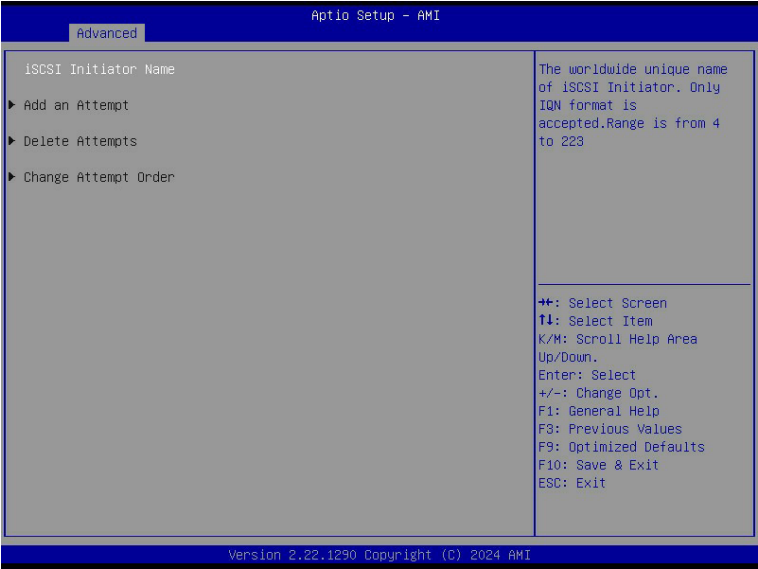 Aptio Setup – AMI
Advanced
iSCSI Initiator Name
▶ Add an Attempt
▶ Delete Attempts
▶ Change Attempt Order
The worldwide unique name
of iSCSI Initiator. Only
IQN format is
accepted.Range is from 4
to 223
→←: Select Screen
↑↓: Select Item
K/M: Scroll Help Area
Up/Down.
Enter: Select
+/-: Change Opt.
F1: General Help
F3: Previous Values
F9: Optimized Defaults
F10: Save & Exit
ESC: Exit
Version 2.22.1290 Copyright (C) 2024 AMI